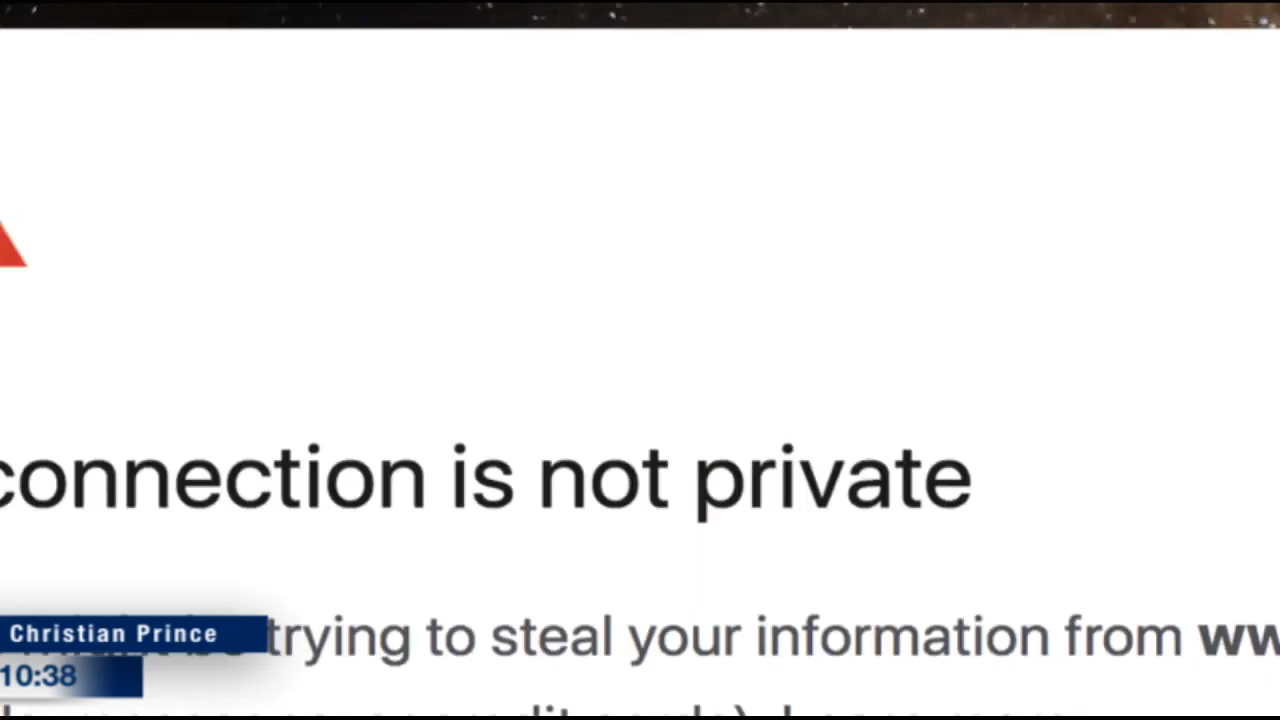 connection is not private
trying to steal your information from
Christian Prince
10:38